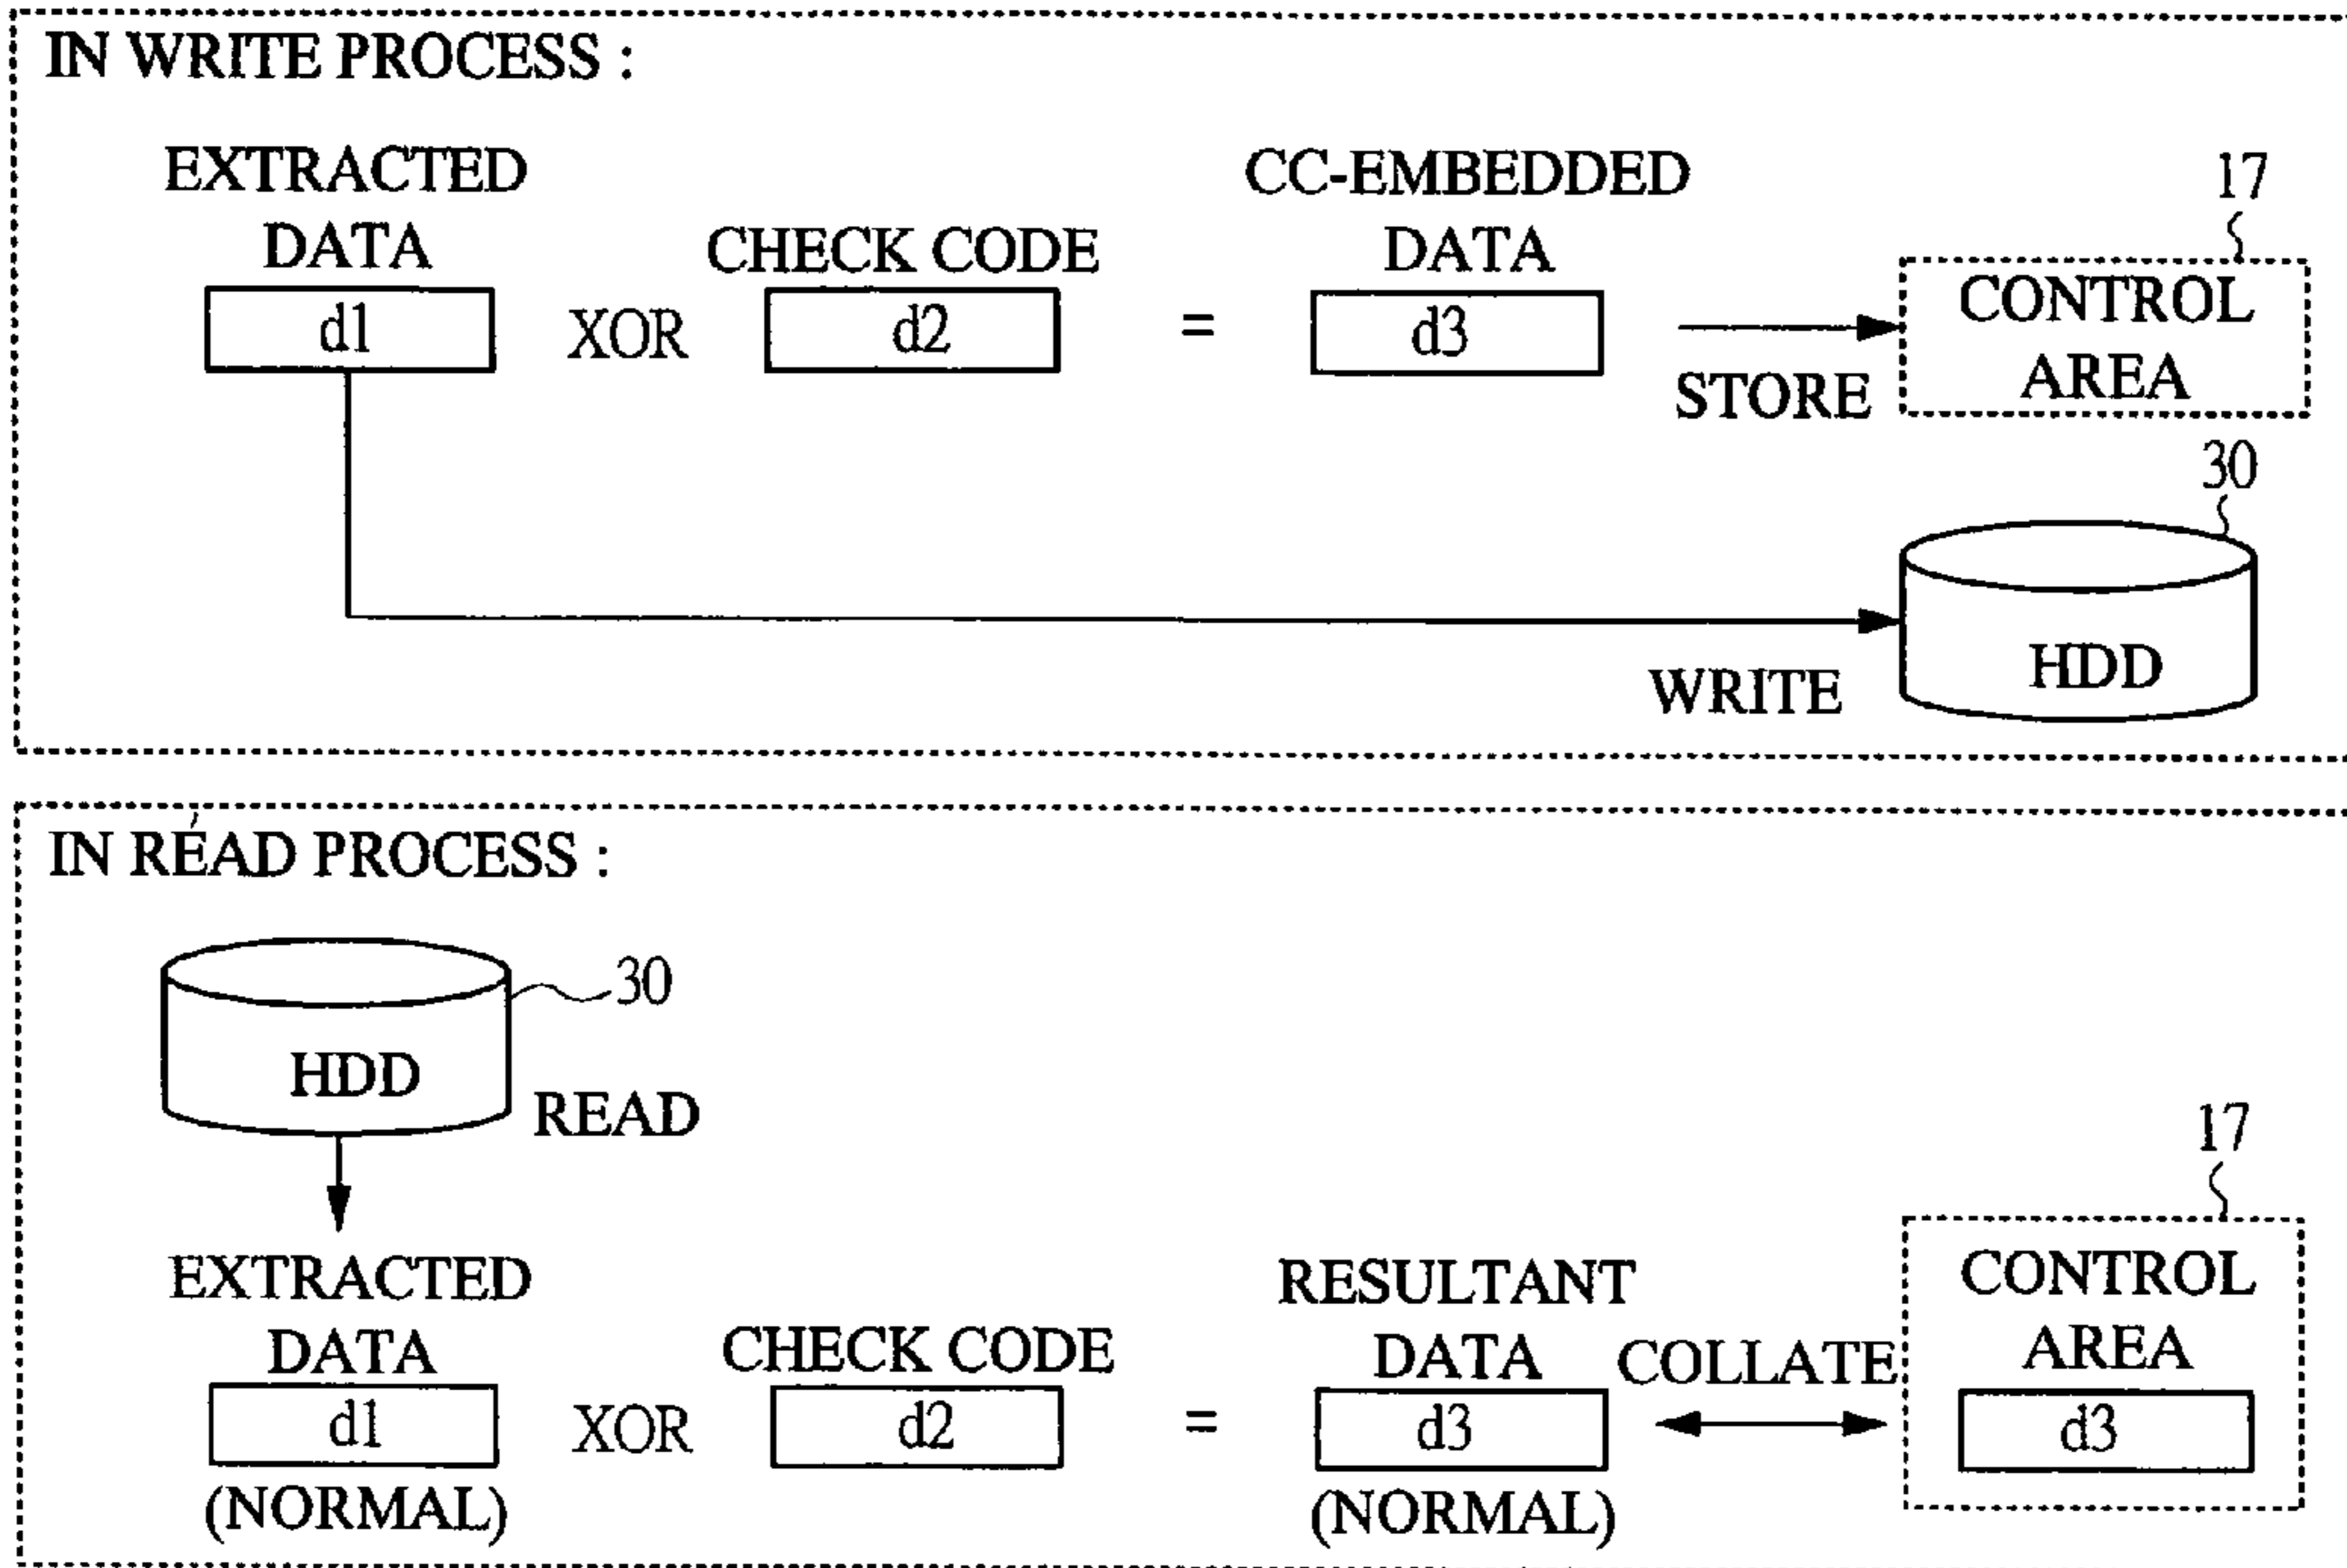 IN WRITE PROCESS :
EXTRACTED
DATA
CHECK CODE
CC-EMBEDDED
DATA
17
d1
XOR
d2
=
d3
STORE
CONTROL
AREA
30
WRITE
HDD
IN READ PROCESS :
30
HDD
READ
17
EXTRACTED
DATA
CHECK CODE
RESULTANT
DATA
COLLATE
CONTROL
AREA
d1
XOR
d2
=
d3
d3
(NORMAL)
(NORMAL)